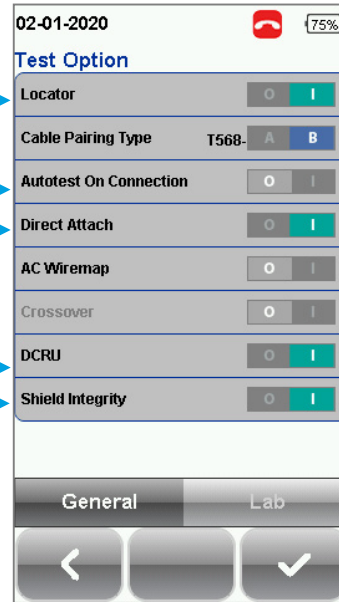 02-01-2020 75%
Test Option
Locator O I
Cable Pairing Type T568- A B
Autotest On Connection O I
Direct Attach O I
AC Wiremap O I
Crossover O I
DCRU O I
Shield Integrity O I
General Lab